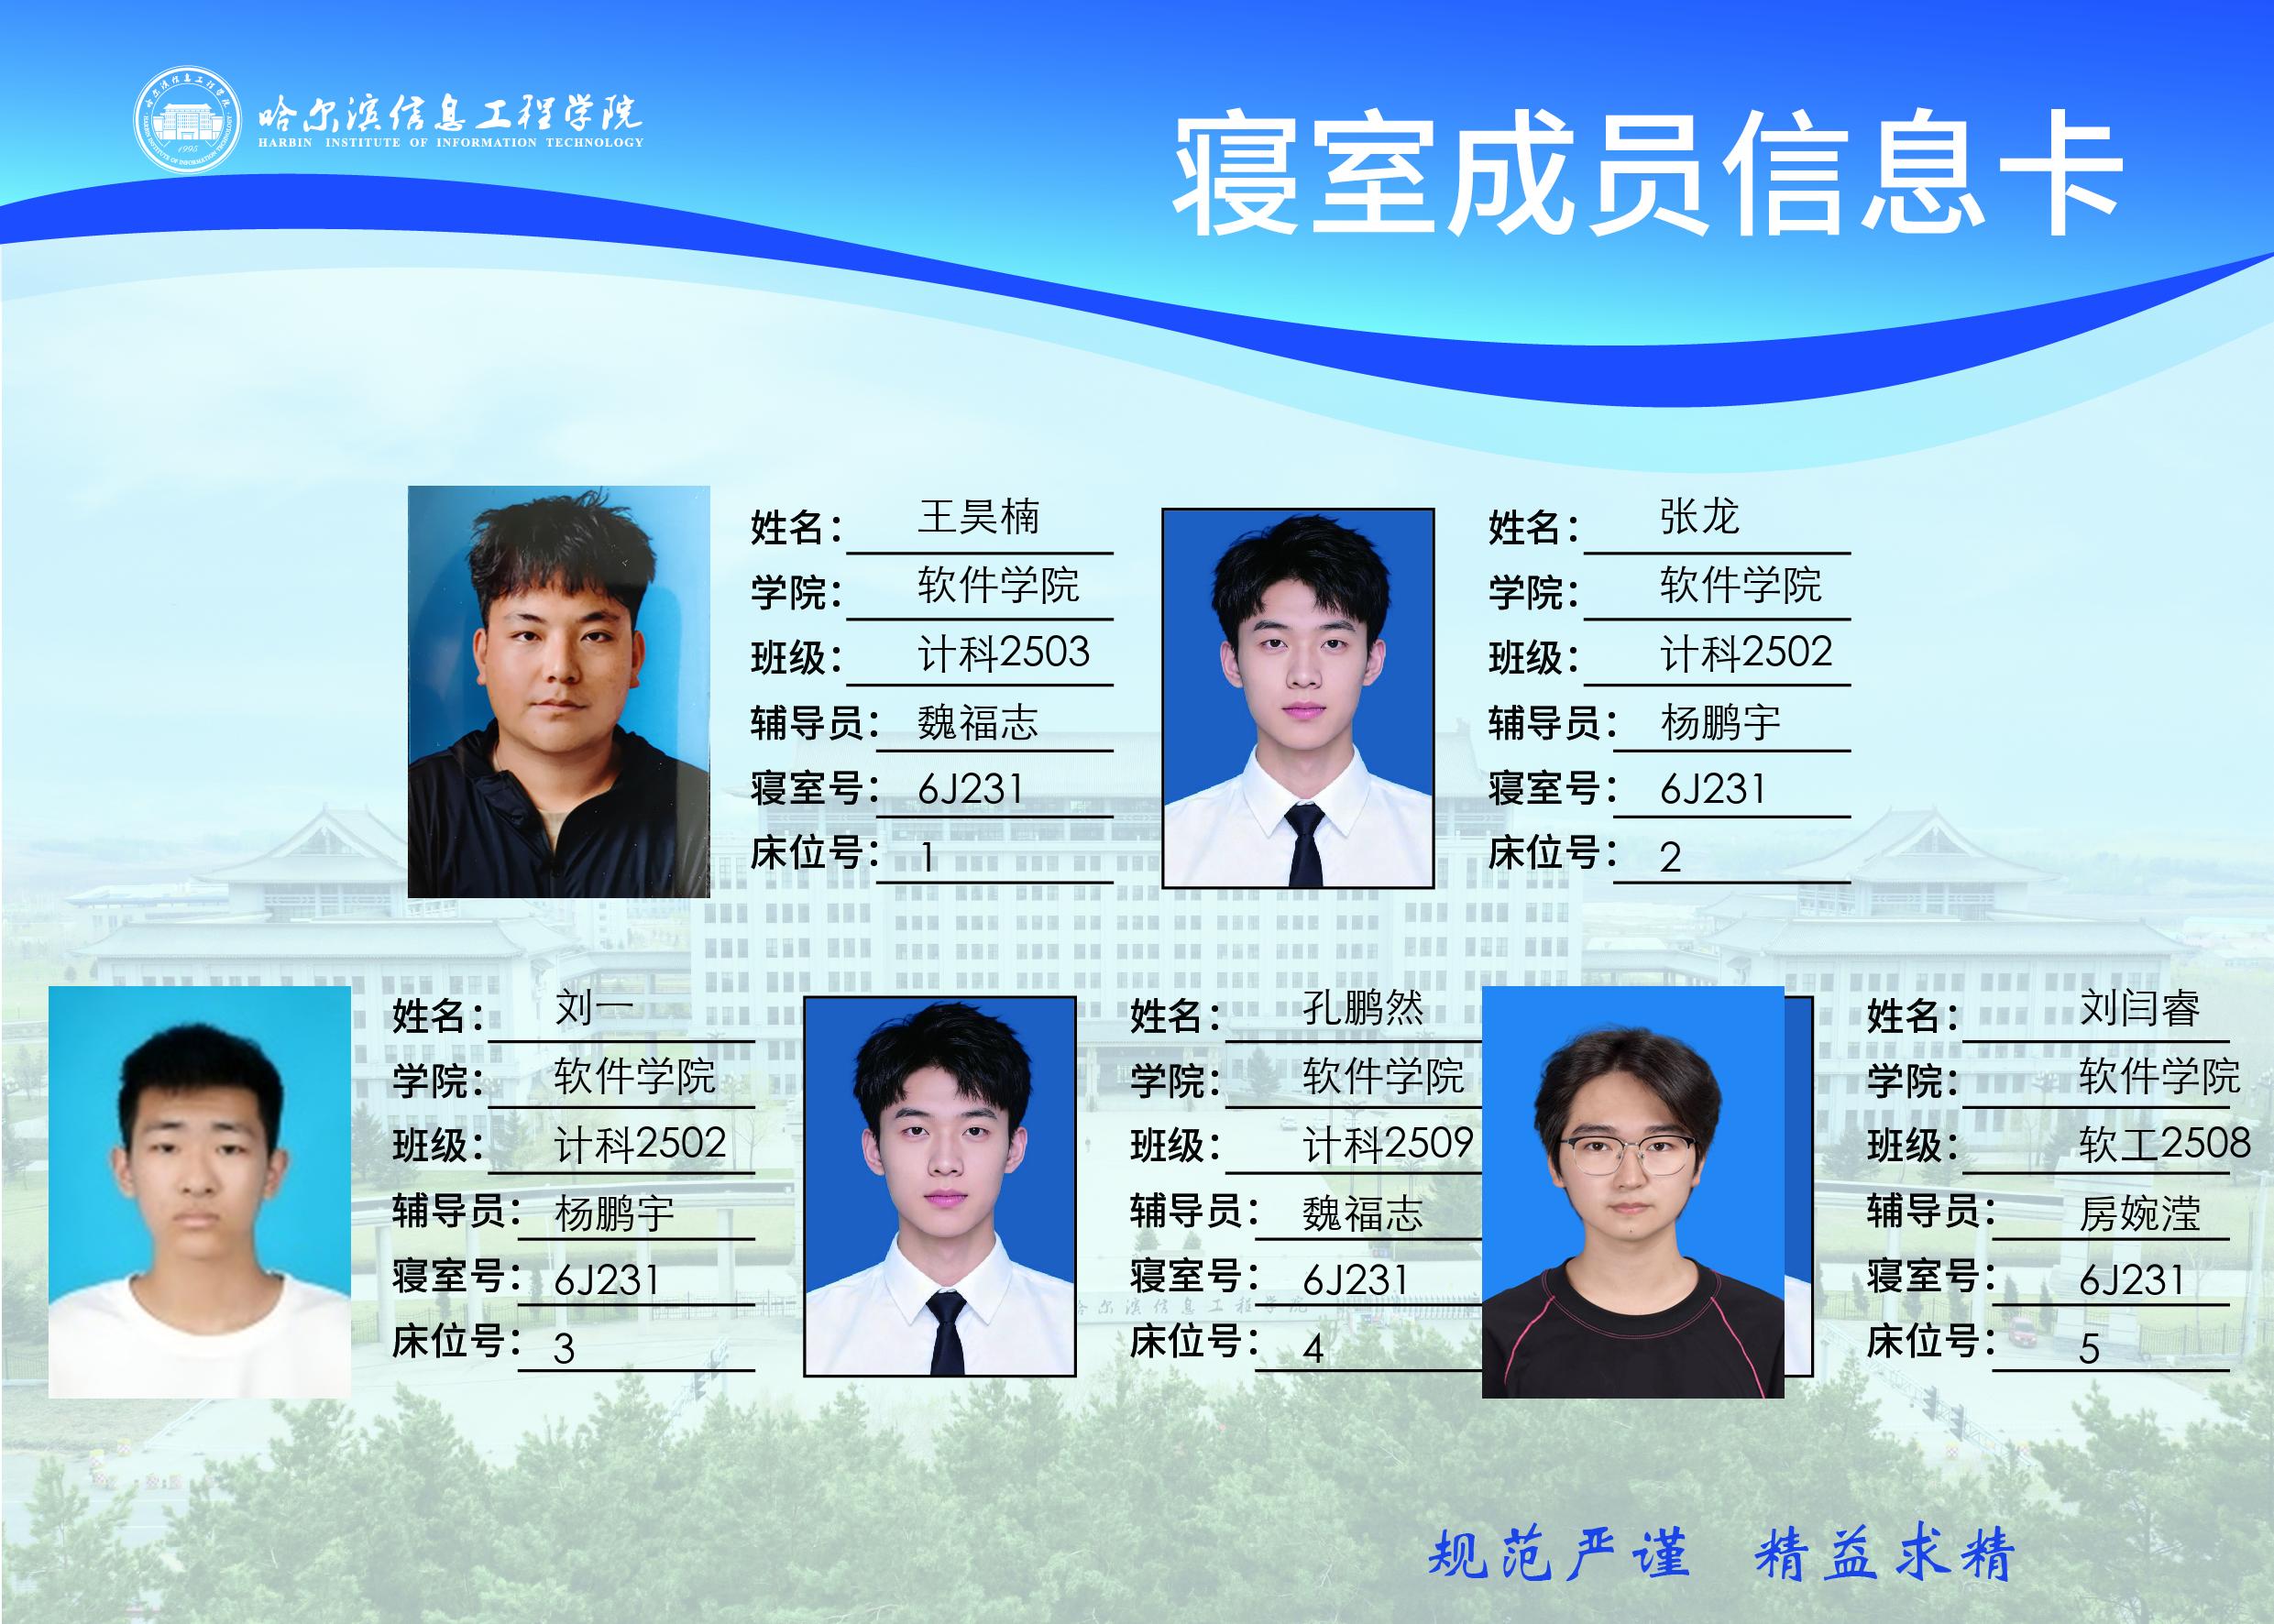 哈尔滨信息工程学院
HARBIN INSTITUTE OF INFORMATION TECHNOLOGY
1995
寝室成员信息卡
姓名： 王昊楠
学院： 软件学院
班级： 计科2503
辅导员： 魏福志
寝室号： 6J231
床位号： 1
姓名： 张龙
学院： 软件学院
班级： 计科2502
辅导员： 杨鹏宇
寝室号： 6J231
床位号： 2
姓名： 刘一
学院： 软件学院
班级： 计科2502
辅导员： 杨鹏宇
寝室号： 6J231
床位号： 3
姓名： 孔鹏然
学院： 软件学院
班级： 计科2509
辅导员： 魏福志
寝室号： 6J231
床位号： 4
姓名： 刘闫睿
学院： 软件学院
班级： 软工2508
辅导员： 房婉滢
寝室号： 6J231
床位号： 5
哈尔滨信息工程学院
规范严谨 精益求精